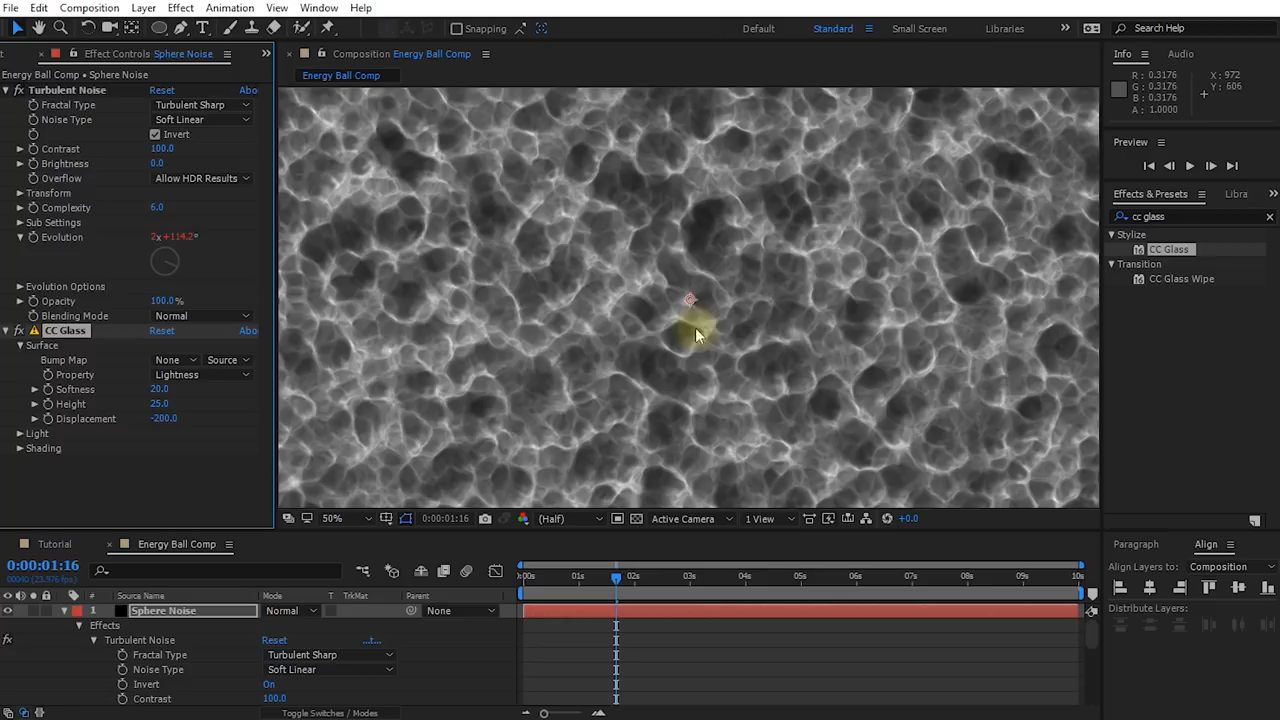 File Edit Composition Layer Effect Animation View Window Help
Snapping Default Standard Small Screen Libraries Search Help
Effect Controls Sphere Noise
Composition Energy Ball Comp
Info Audio
Energy Ball Comp • Sphere Noise
Energy Ball Comp
R: 0.3176 X: 972
G: 0.3176 Y: 606
B: 0.3176
A: 1.0000
Turbulent Noise Reset Abo
Fractal Type Turbulent Sharp
Noise Type Soft Linear
Invert
Contrast 100.0
Brightness 0.0
Overflow Allow HDR Results
Transform
Complexity 6.0
Sub Settings
Evolution 2x+114.2°
Evolution Options
Opacity 100.0%
Blending Mode Normal
CC Glass Reset Abo
Surface
Bump Map None Source
Property Lightness
Softness 20.0
Height 25.0
Displacement -200.0
Light
Shading
Preview
Effects & Presets Libra
cc glass
Stylize
CC Glass
Transition
CC Glass Wipe
50% 0:00:01:16 (Half) Active Camera 1 View +0.0
Tutorial Energy Ball Comp
0:00:01:16
00040 (23.976 fps)
:00s 01s 02s 03s 04s 05s 06s 07s 08s 09s 10s
# Source Name Mode T TrkMat Parent
1 Sphere Noise Normal None
Effects
Turbulent Noise Reset ...t...
Fractal Type Turbulent Sharp
Noise Type Soft Linear
Invert On
Contrast 100.0
Toggle Switches / Modes
Paragraph Align
Align Layers to: Composition
Distribute Layers: